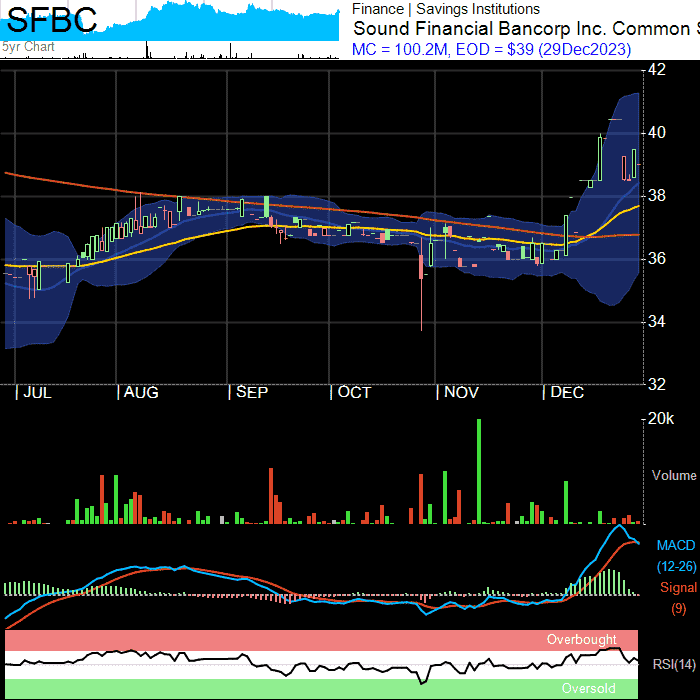 SFBC
5yr Chart
Finance | Savings Institutions
Sound Financial Bancorp Inc. Common S
MC = 100.2M, EOD = $39 (29Dec2023)
42
40
38
36
34
32
JUL AUG SEP OCT NOV DEC
20k
Volume
MACD
(12-26)
Signal
(9)
Overbought
RSI(14)
Oversold